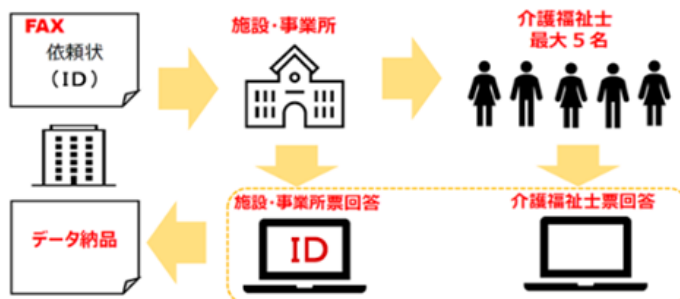 FAX
依頼状
（ID）
施設・事業所
介護福祉士
最大５名
施設・事業所票回答
介護福祉士票回答
ID
データ納品